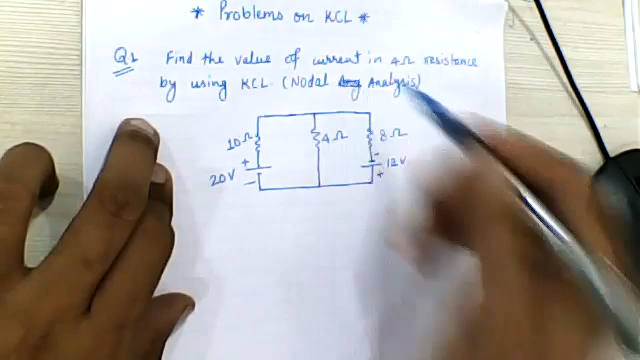 * Problems on KCL *
Q1 Find the value of current in 4Ω resistance
by using KCL. (Nodal Analysis)
10Ω 4Ω 8Ω
+ -
20V 12V
- +